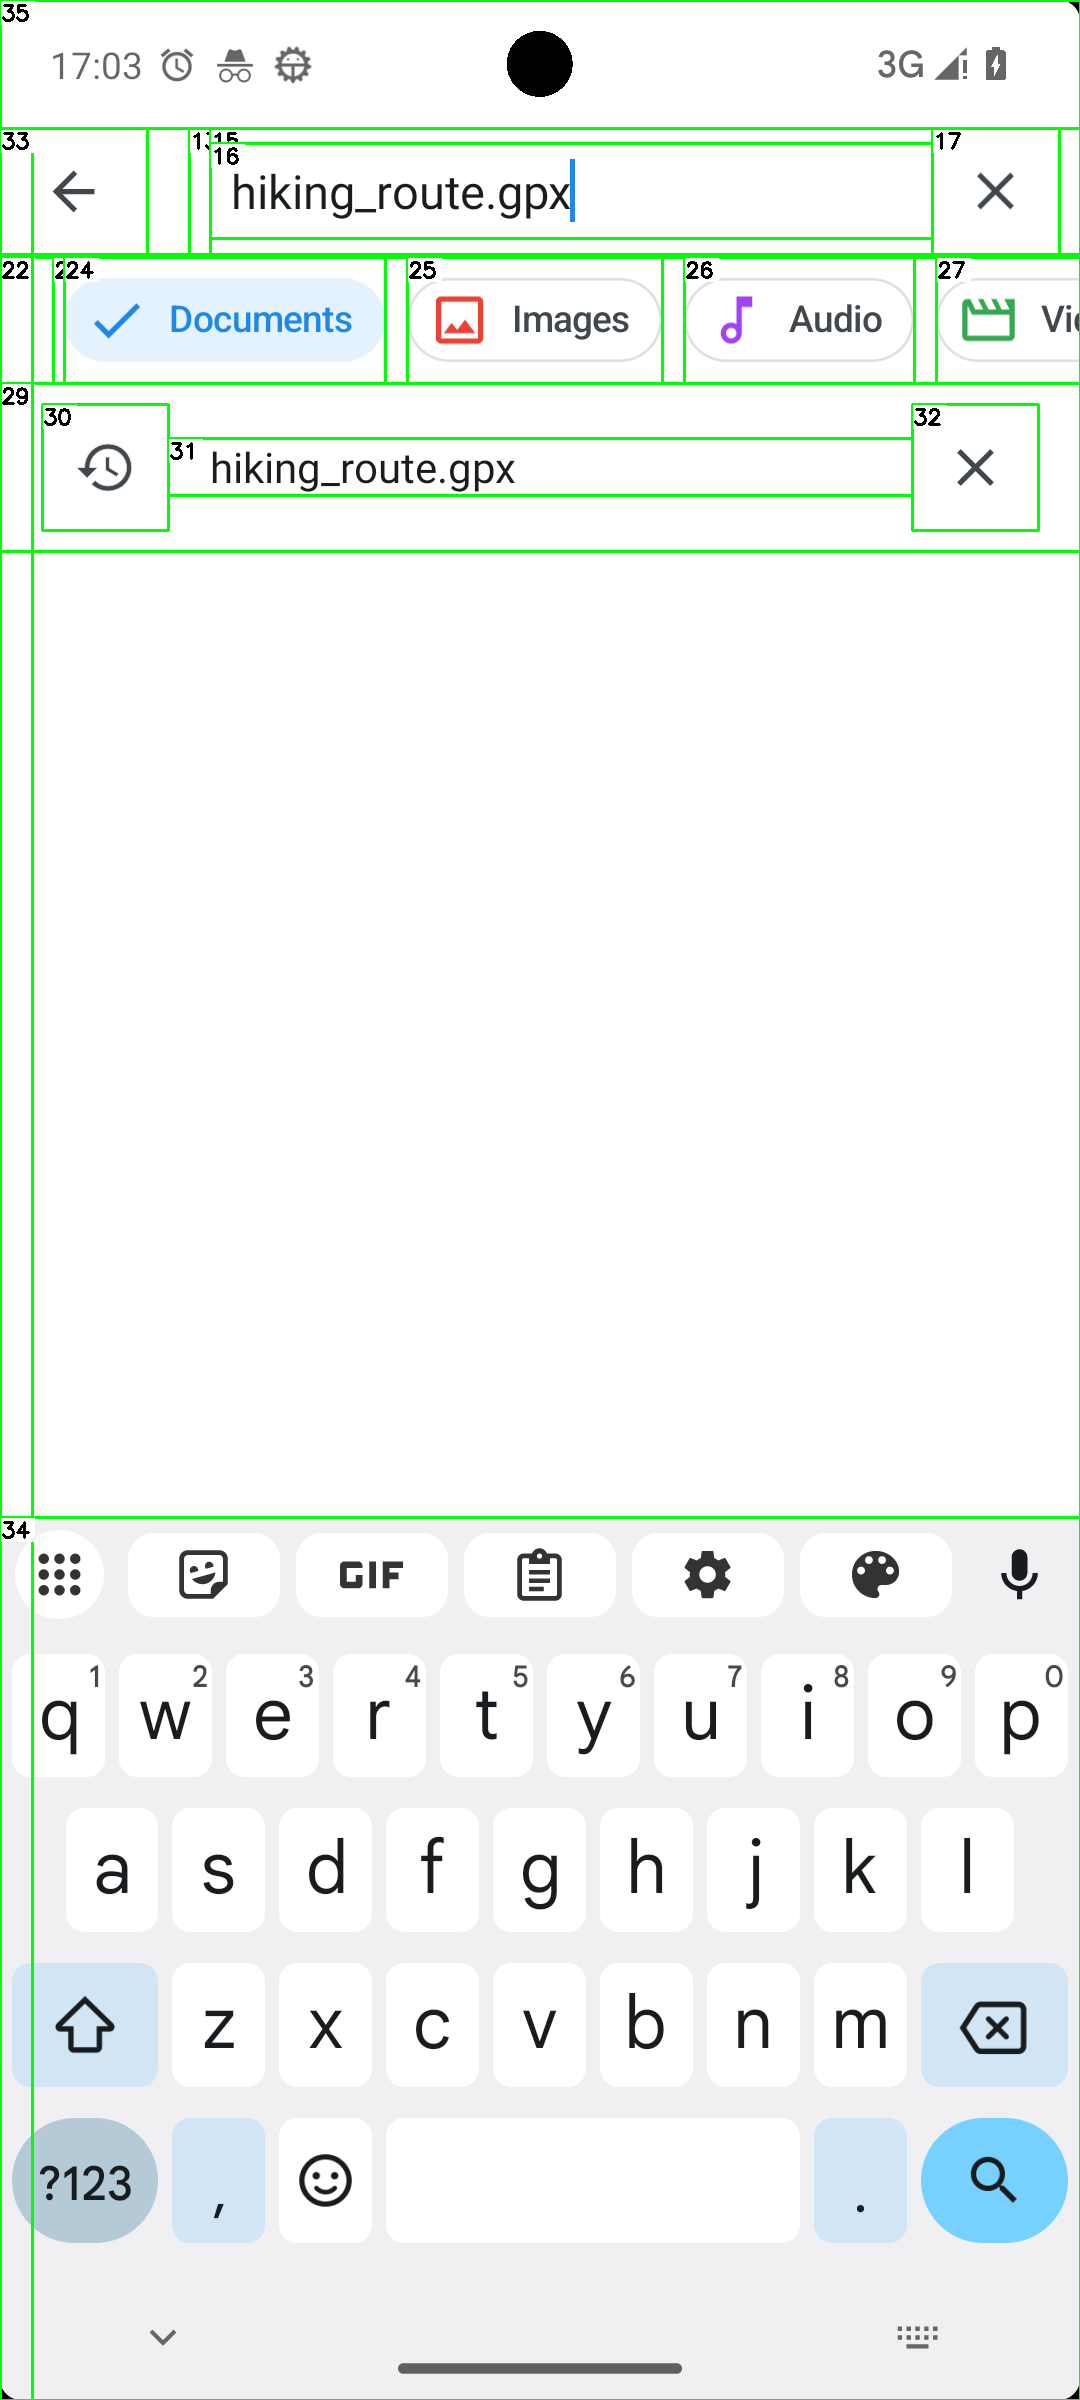 17:03 3G
hiking_route.gpx
Documents Images Audio Vi
hiking_route.gpx
GIF
q 1 w 2 e 3 r 4 t 5 y 6 u 7 i 8 o 9 p 0
a s d f g h j k l
z x c v b n m
?123 , .
35
33 13 15 16 17
22 24 25 26 27
29 30 31 32
34